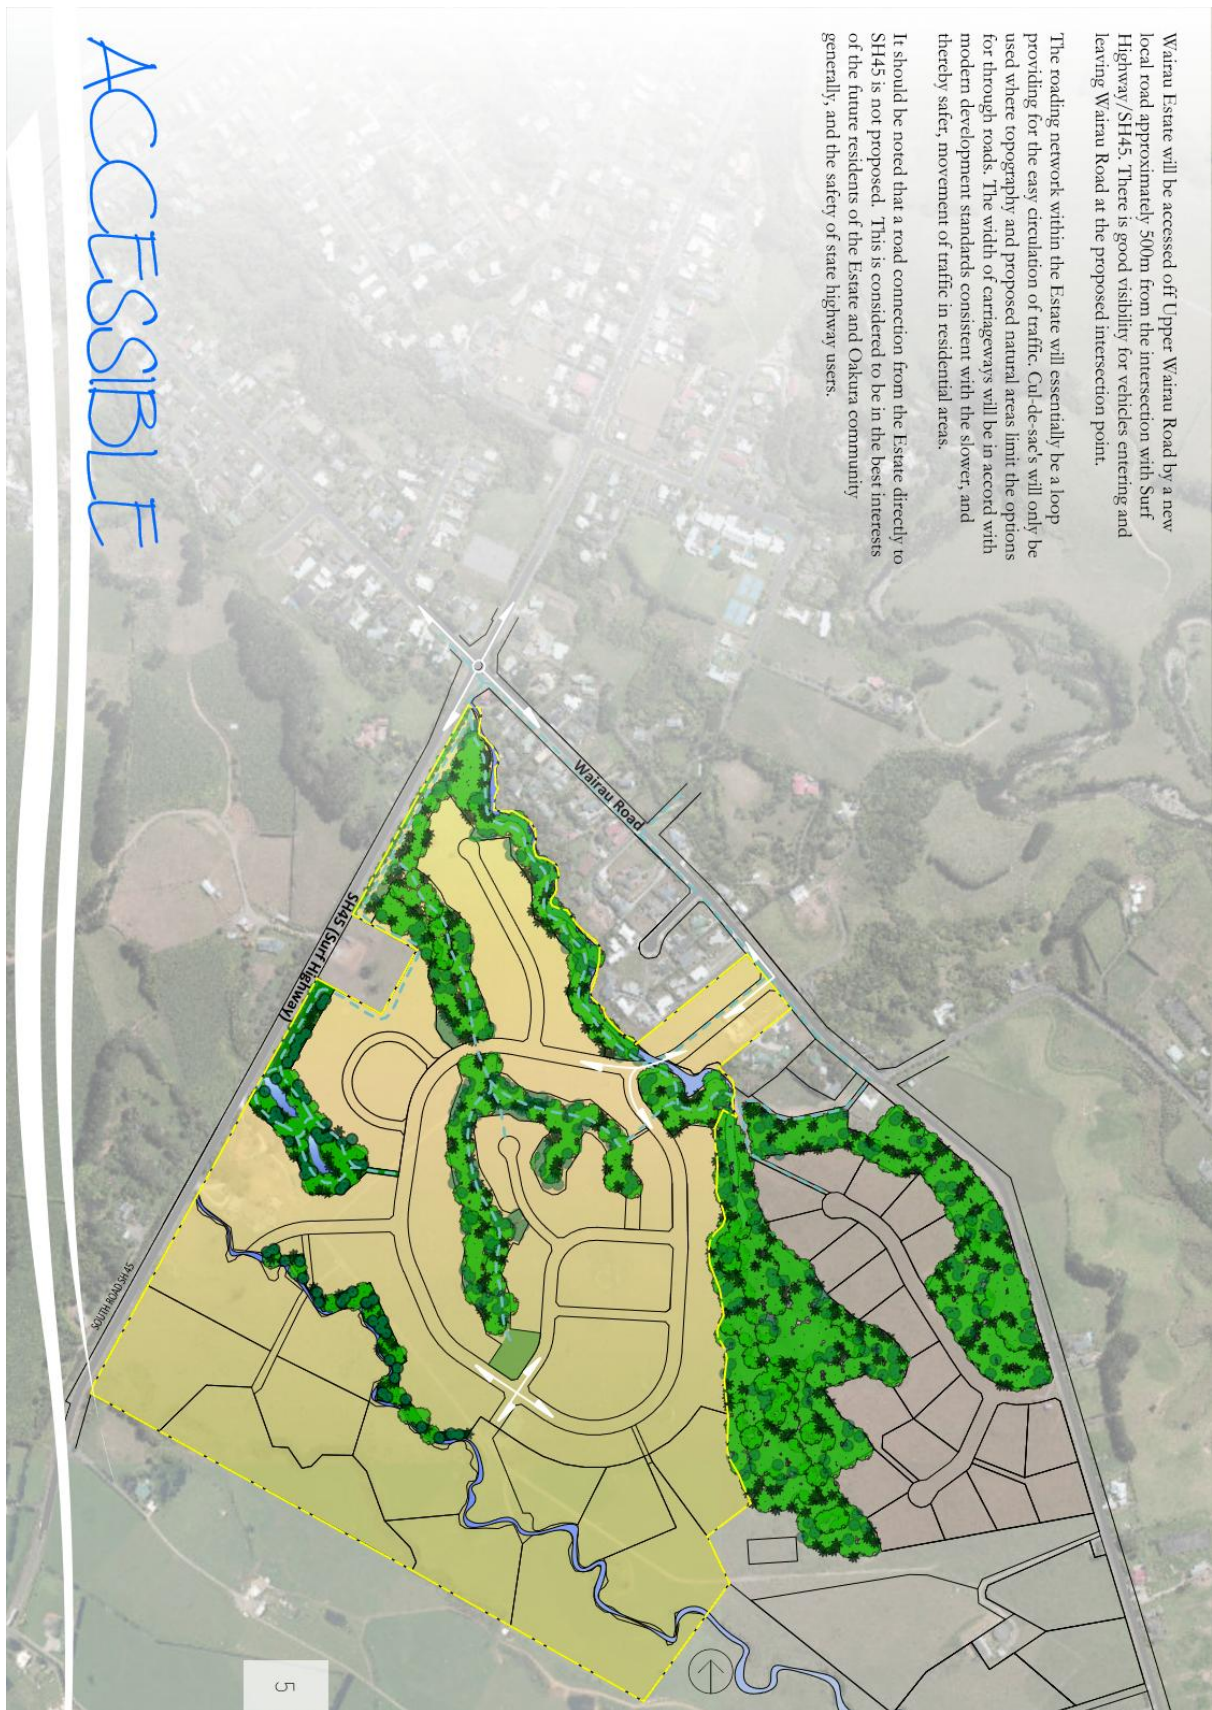 ACCESSIBLE
Wairau Estate will be accessed off Upper Wairau Road by a new
local road approximately 500m from the intersection with Surf
Highway/SH45. There is good visibility for vehicles entering and
leaving Wairau Road at the proposed intersection point.
The roading network within the Estate will essentially be a loop
providing for the easy circulation of traffic. Cul-de-sac's will only be
used where topography and proposed natural areas limit the options
for through roads. The width of carriageways will be in accord with
modern development standards consistent with the slower, and
thereby safer, movement of traffic in residential areas.
It should be noted that a road connection from the Estate directly to
SH45 is not proposed. This is considered to be in the best interests
of the future residents of the Estate and Oakura community
generally, and the safety of state highway users.
Wairau Road
SH45 (Surf Highway)
SOUTH ROAD SH 45
5